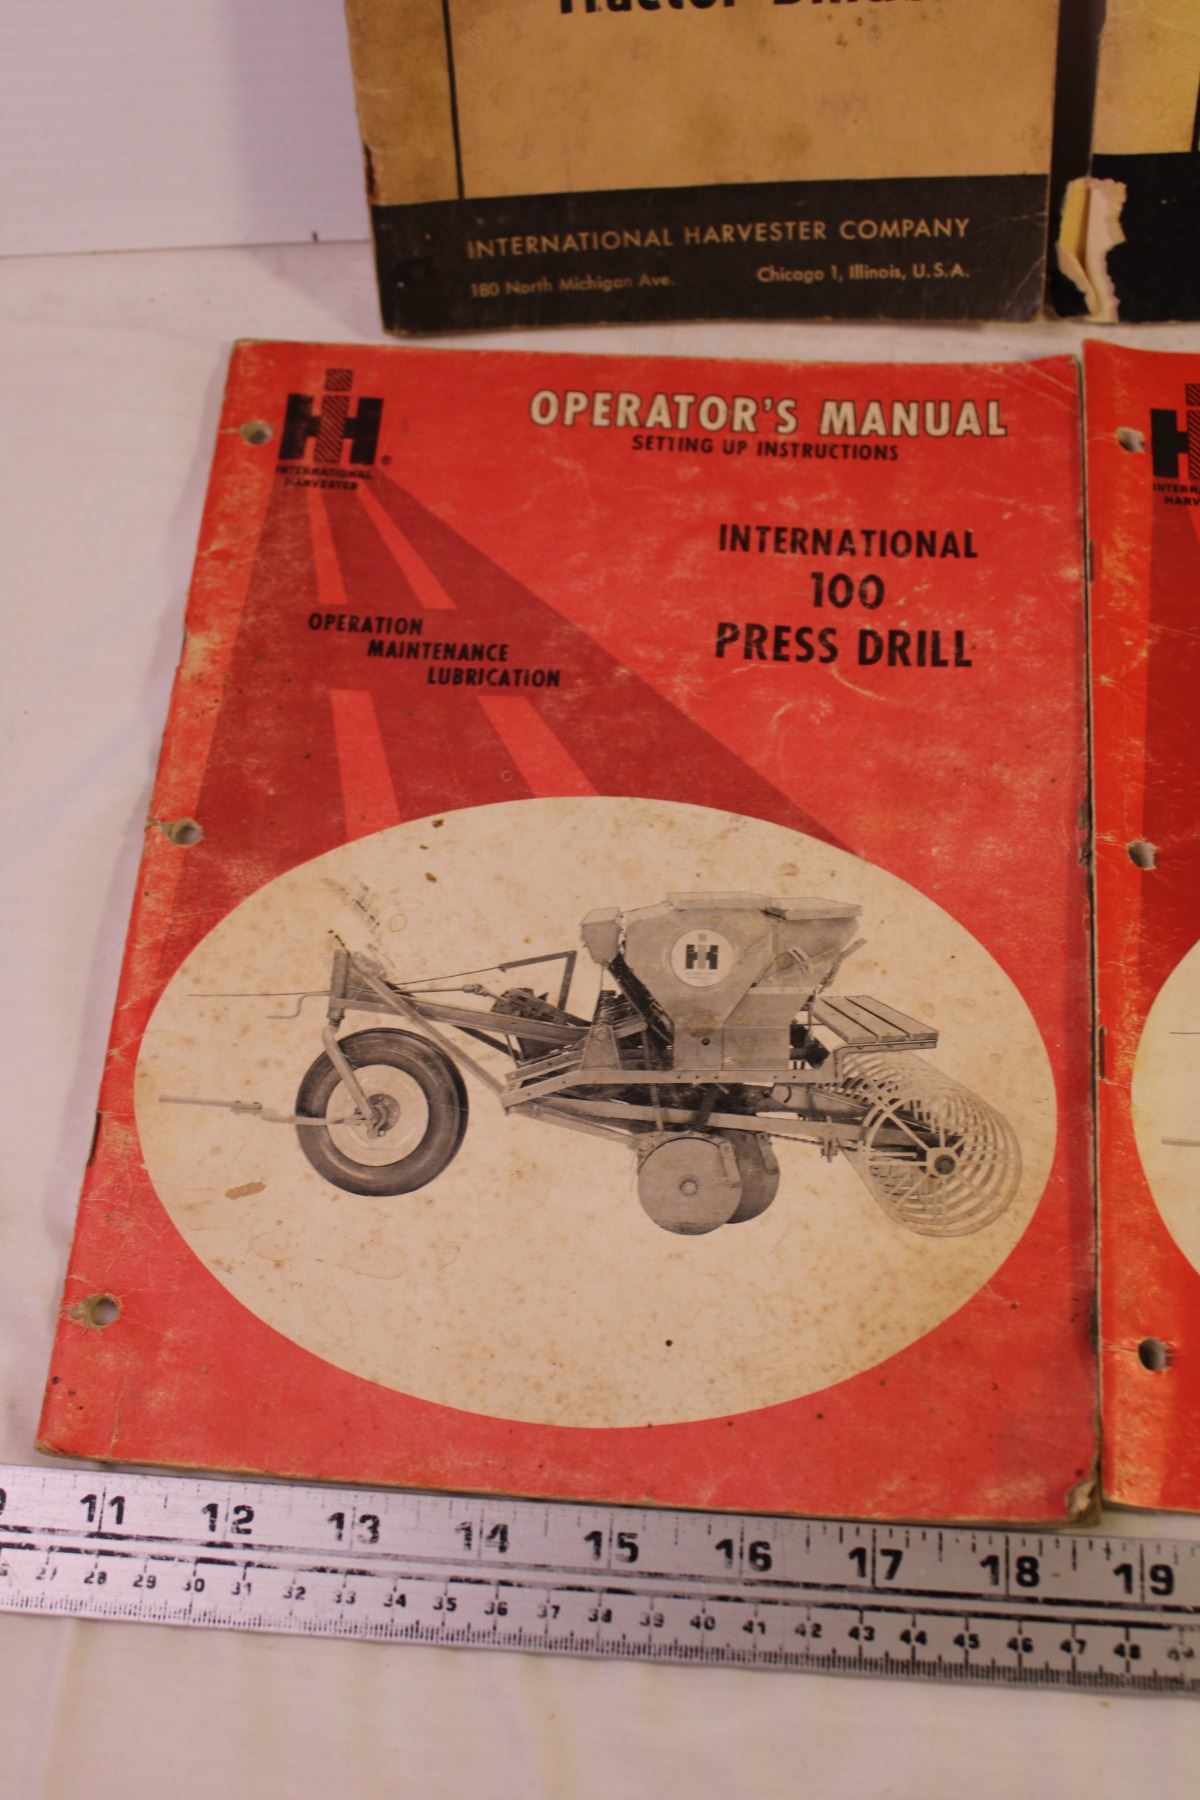 Tractor
INTERNATIONAL HARVESTER COMPANY
180 North Michigan Ave. Chicago 1, Illinois, U.S.A.
IH
INTERNATIONAL
HARVESTER
®
OPERATOR'S MANUAL
SETTING UP INSTRUCTIONS
INTERNATIONAL
100
PRESS DRILL
OPERATION
MAINTENANCE
LUBRICATION
IH
11 12 13 14 15 16 17 18 19
27 28 29 30 31 32 33 34 35 36 37 38 39 40 41 42 43 44 45 46 47 48